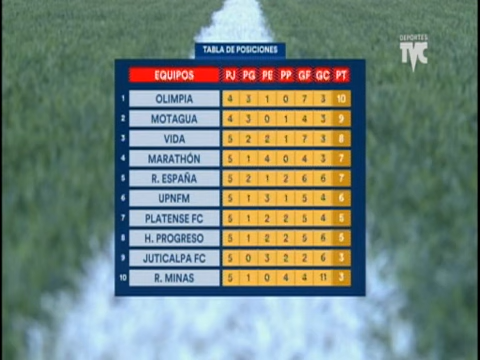 DEPORTES
TVC
TABLA DE POSICIONES
EQUIPOS PJ PG PE PP GF GC PT
1 OLIMPIA 4 3 1 0 7 3 10
2 MOTAGUA 4 3 0 1 4 3 9
3 VIDA 5 2 2 1 7 3 8
4 MARATHÓN 5 1 4 0 4 3 7
5 R. ESPAÑA 5 2 1 2 6 6 7
6 UPNFM 5 1 3 1 5 4 6
7 PLATENSE FC 5 1 2 2 5 4 5
8 H. PROGRESO 5 1 2 2 5 6 5
9 JUTICALPA FC 5 0 3 2 2 6 3
10 R. MINAS 5 1 0 4 4 11 3